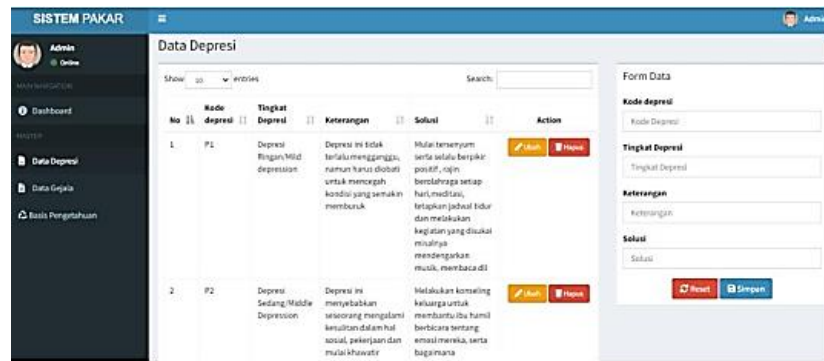 SISTEM PAKAR
Admin
Admin
Online
MAIN NAVIGATION
Dashboard
MASTER
Data Depresi
Data Gejala
Basis Pengetahuan
Data Depresi
Show 10 entries
Search:
No
Kode depresi
Tingkat Depresi
Keterangan
Solusi
Action
1
P1
Depresi
Ringan/Mild
depression
Depresi ini tidak
terlalu mengganggu,
namun harus diobati
untuk mencegah
kondisi yang semakin
memburuk
Mulai tersenyum
serta selalu berpikir
positif, rajin
berolahraga setiap
hari, meditasi,
tetapkan jadwal tidur
dan melakukan
kegiatan yang disukai
misalnya
mendengarkan
musik, membaca dll
Ubah
Hapus
2
P2
Depresi
Sedang/Middle
Depression
Depresi ini
menyebabkan
seseorang mengalami
kesulitan dalam hal
sosial, pekerjaan dan
mulai khawatir
Melakukan konseling
keluarga untuk
membantu ibu hamil
berbicara tentang
emosi mereka, serta
bagaimana
Ubah
Hapus
Form Data
Kode depresi
Kode Depresi
Tingkat Depresi
Tingkat Depresi
Keterangan
Keterangan
Solusi
Solusi
Reset
Simpan